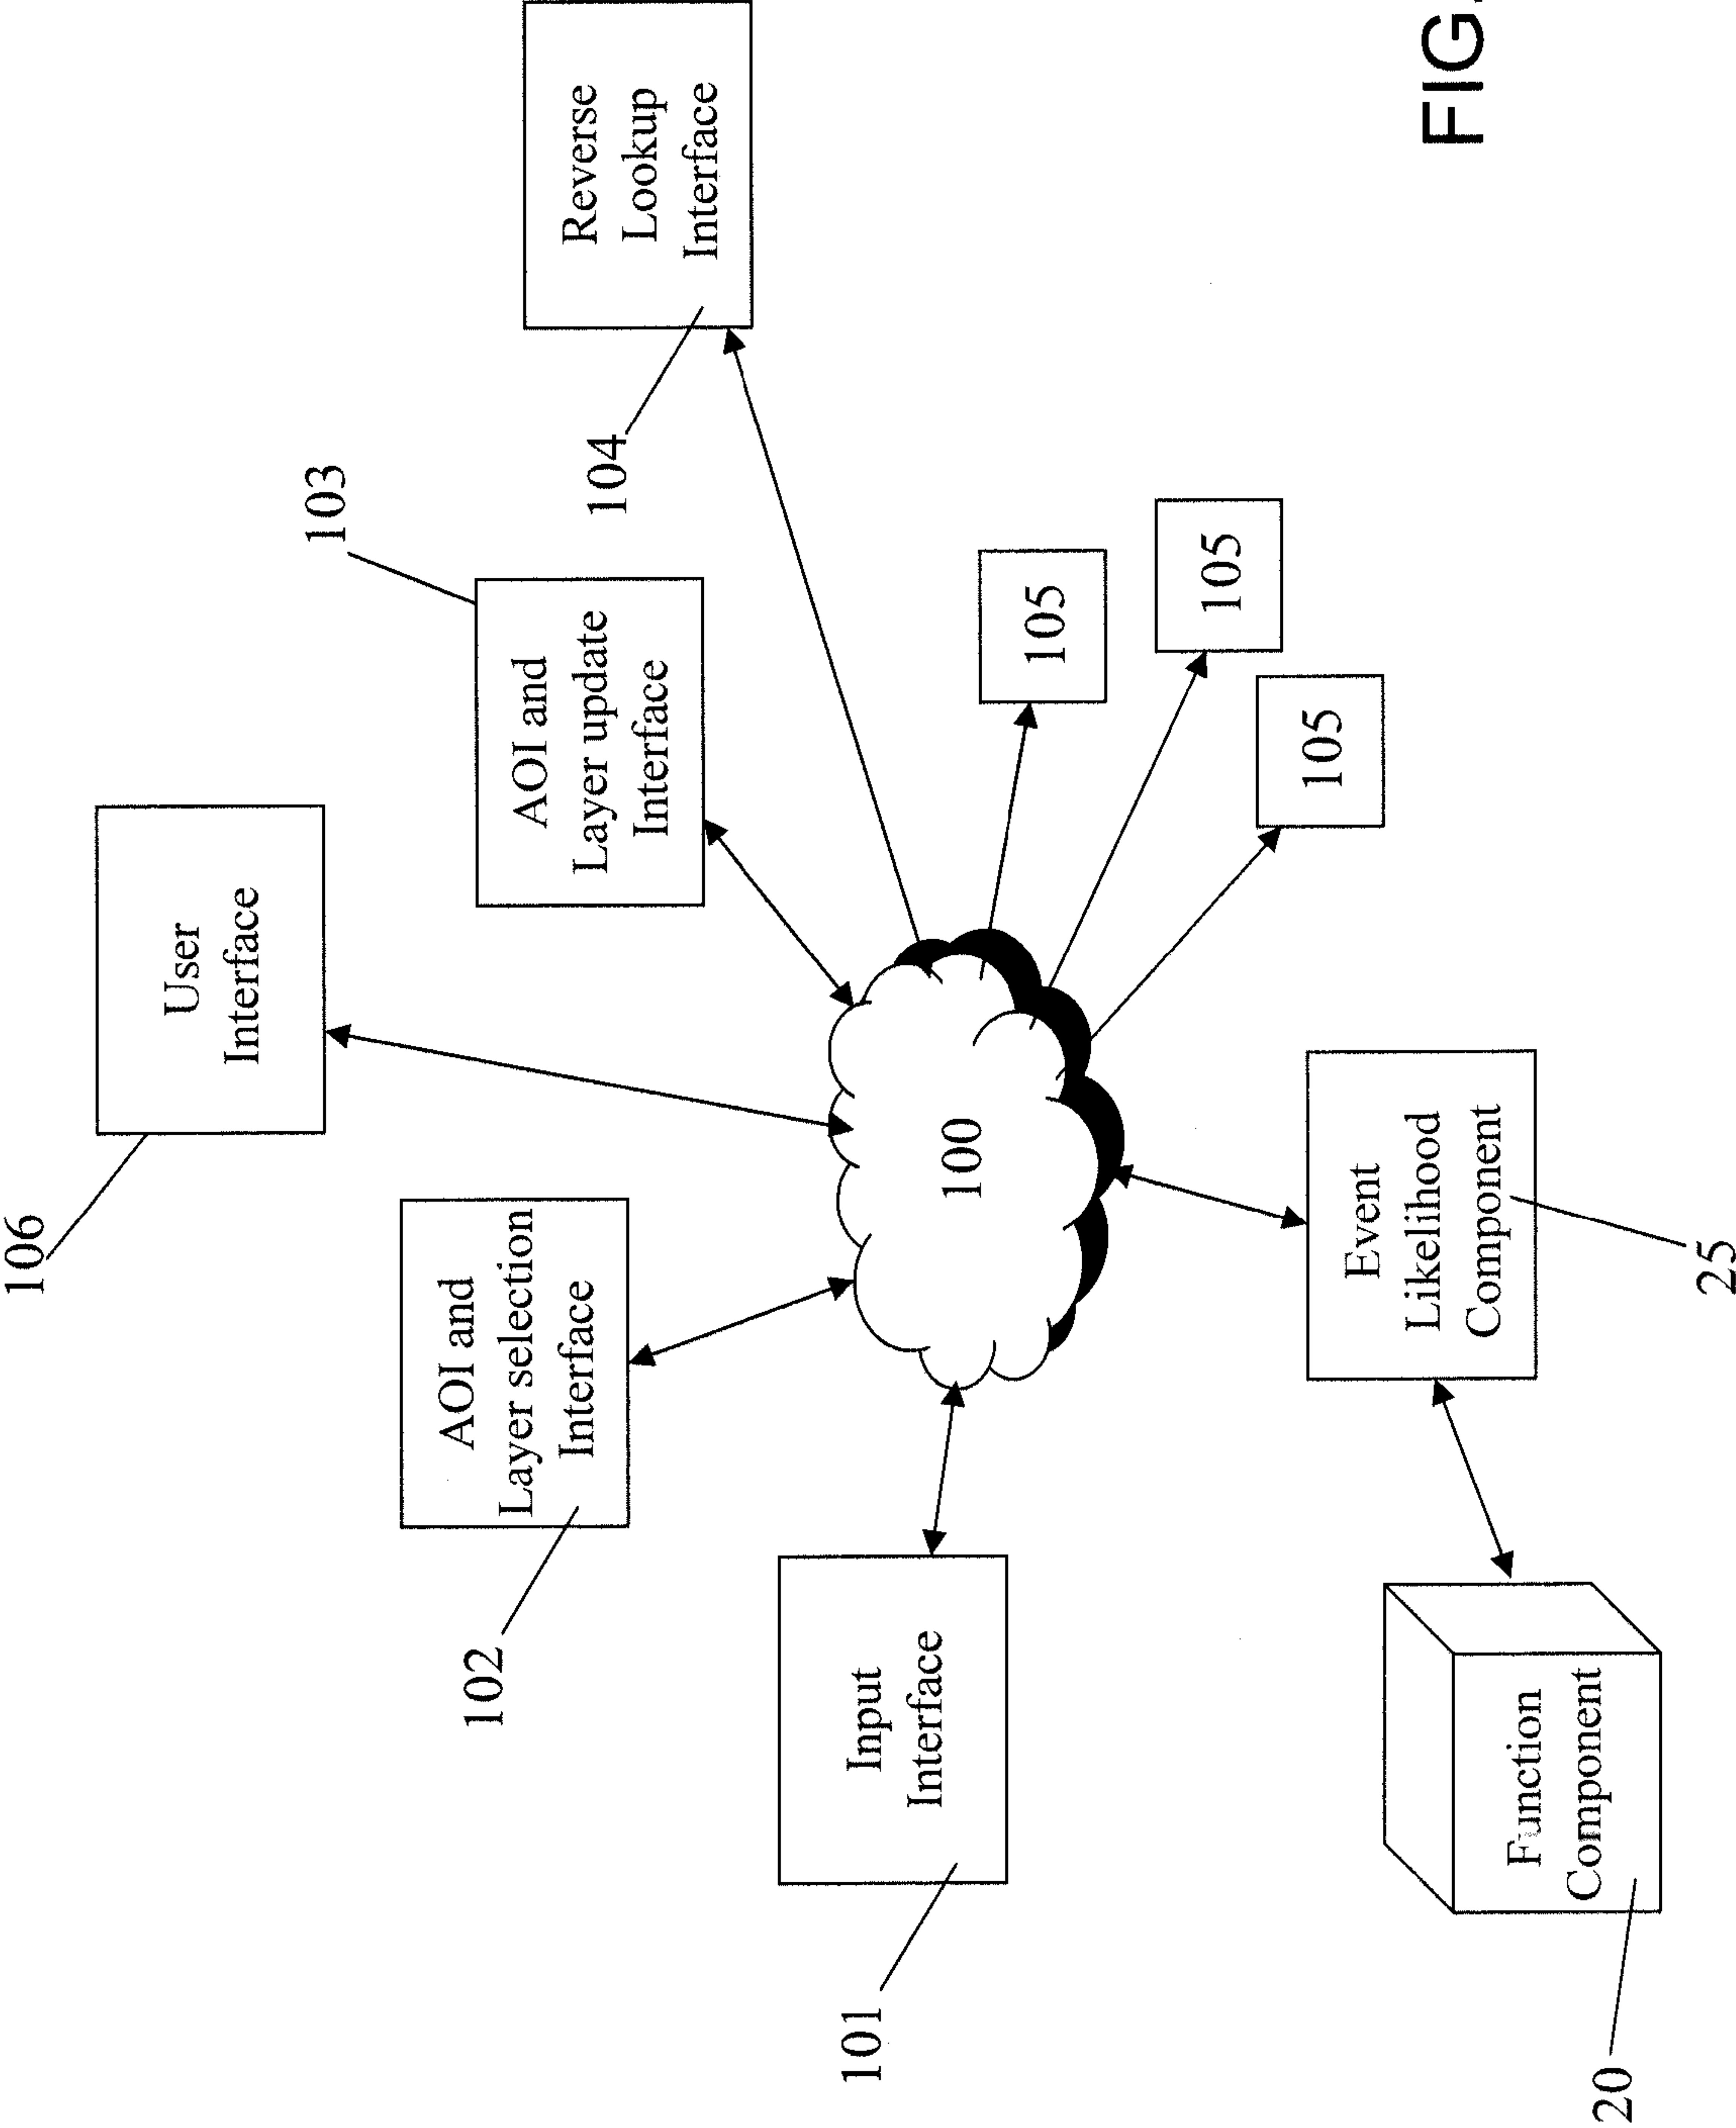 106
User
Interface
103
AOI and
Layer selection
Interface
102
AOI and
Layer update
Interface
104
Reverse
Lookup
Interface
Input
Interface
101
100
105
105
105
Event
Likelihood
Component
25
Function
Component
20
FIG.